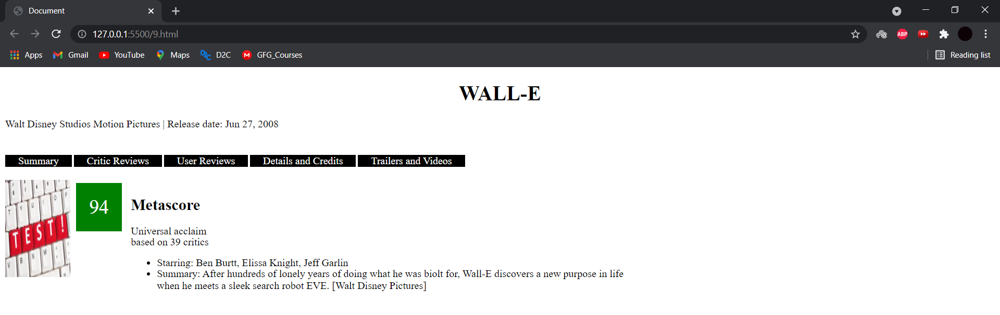 Document
127.0.0.1:5500/9.html
ABP
Apps Gmail YouTube Maps D2C GFG_Courses Reading list
WALL-E
Walt Disney Studios Motion Pictures | Release date: Jun 27, 2008
Summary Critic Reviews User Reviews Details and Credits Trailers and Videos
TEST!
94
Metascore
Universal acclaim
based on 39 critics
Starring: Ben Burtt, Elissa Knight, Jeff Garlin
Summary: After hundreds of lonely years of doing what he was biolt for, Wall-E discovers a new purpose in life
when he meets a sleek search robot EVE. [Walt Disney Pictures]